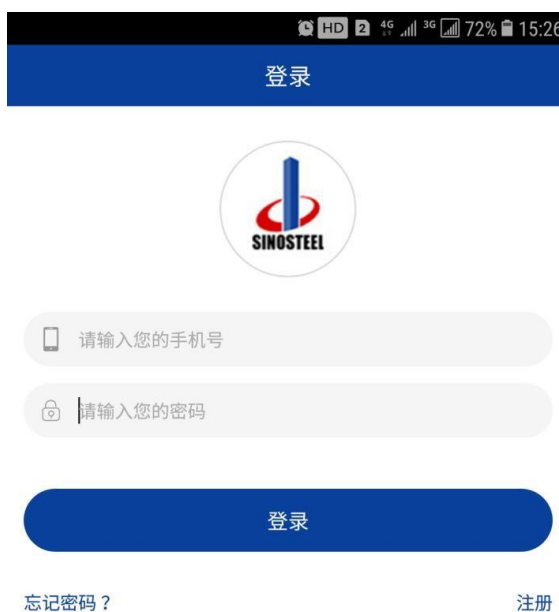 HD 2 4G 3G 72% 15:26
登录
SINOSTEEL
请输入您的手机号
请输入您的密码
登录
忘记密码？ 注册